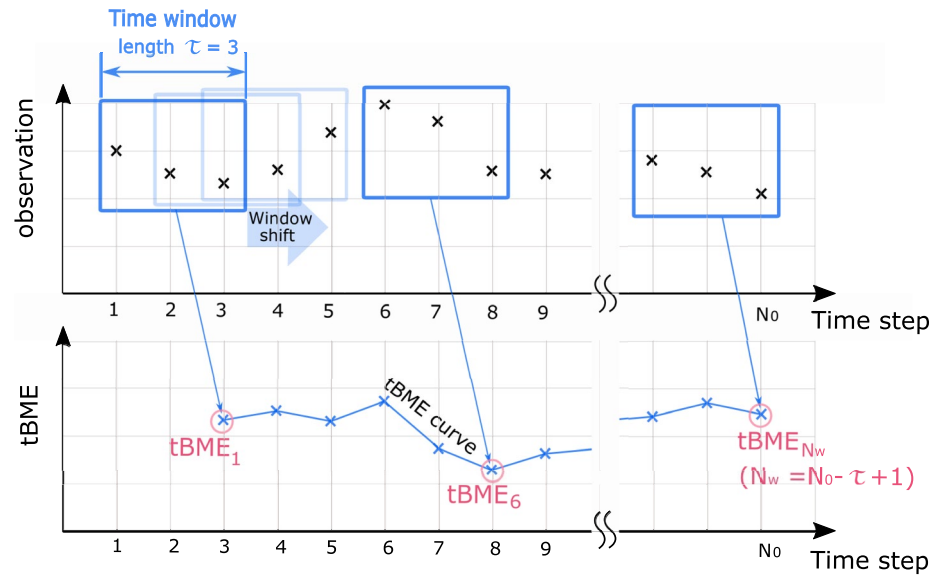 Time window
length τ = 3
observation
Window
shift
1 2 3 4 5 6 7 8 9 N₀
Time step
tBME
tBME curve
tBME₁
tBME₆
tBME_Nw
(Nw =N₀-τ+1)
1 2 3 4 5 6 7 8 9 N₀
Time step